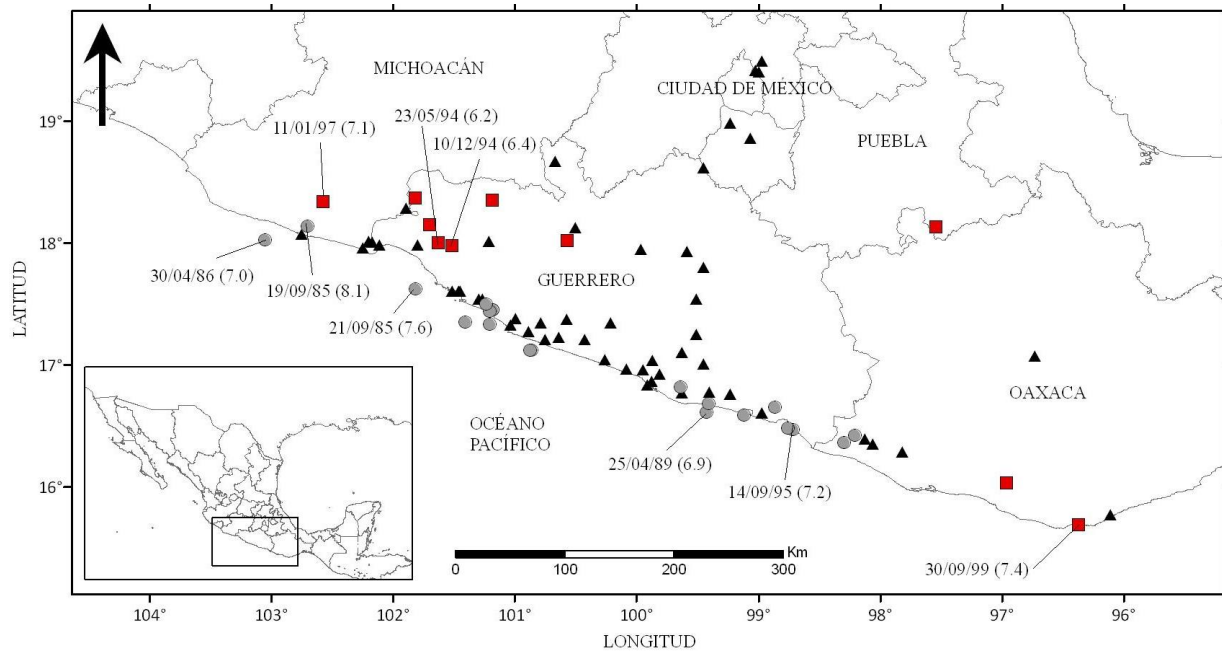 MICHOACÁN
CIUDAD DE MÉXICO
23/05/94 (6.2)
11/01/97 (7.1)
10/12/94 (6.4)
PUEBLA
19°
18°
17°
16°
LATITUD
30/04/86 (7.0)
19/09/85 (8.1)
21/09/85 (7.6)
GUERRERO
OAXACA
OCÉANO
PACÍFICO
25/04/89 (6.9)
14/09/95 (7.2)
30/09/99 (7.4)
Km
0 100 200 300
104° 103° 102° 101° 100° 99° 98° 97° 96°
LONGITUD